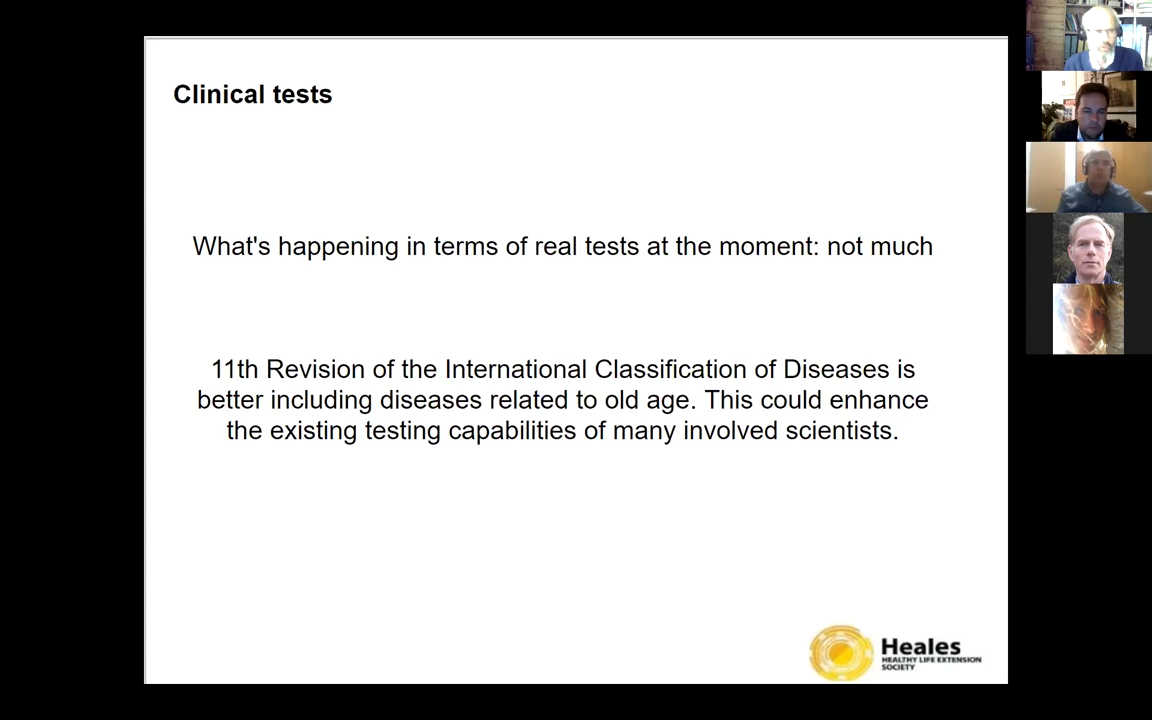 Clinical tests
What's happening in terms of real tests at the moment: not much
11th Revision of the International Classification of Diseases is
better including diseases related to old age. This could enhance
the existing testing capabilities of many involved scientists.
Heales
HEALTHY LIFE EXTENSION
SOCIETY